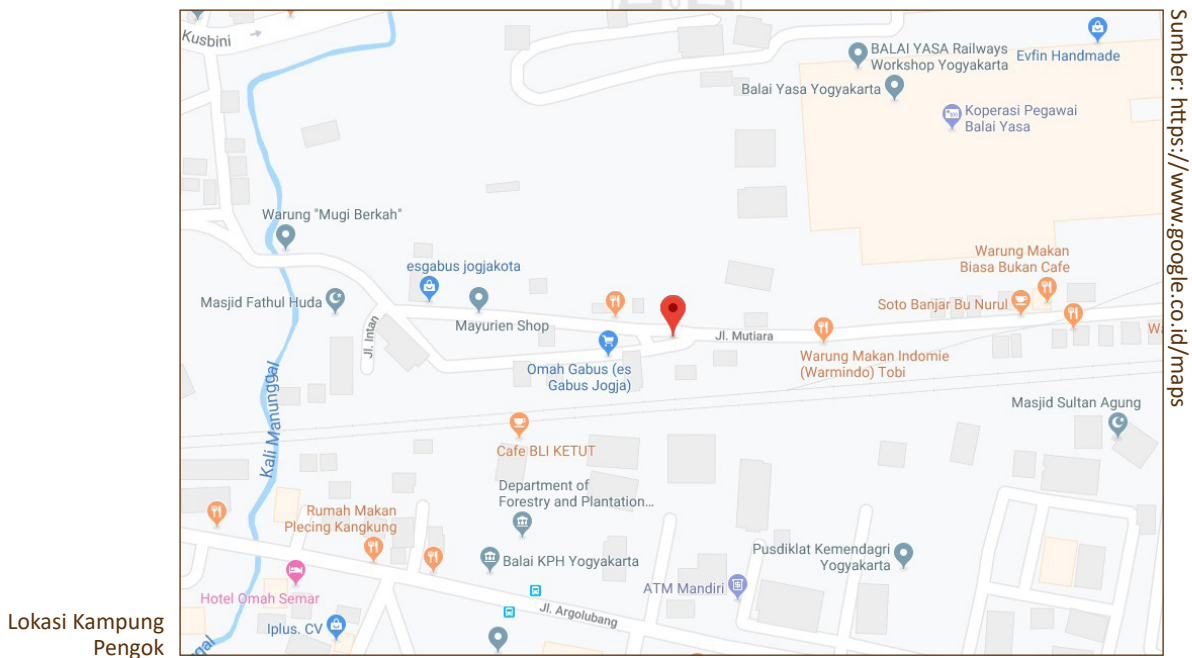 Kusbini
BALAI YASA Railways
Workshop Yogyakarta
Evfin Handmade
Balai Yasa Yogyakarta
Koperasi Pegawai
Balai Yasa
Warung "Mugi Berkah"
esgabus jogjakota
Warung Makan
Biasa Bukan Cafe
Masjid Fathul Huda
Mayurien Shop
Soto Banjar Bu Nurul
Jl. Intan
Jl. Mutiara
Omah Gabus (es
Gabus Jogja)
Warung Makan Indomie
(Warmindo) Tobi
Kali Manunggal
Masjid Sultan Agung
Cafe BLI KETUT
Department of
Forestry and Plantation...
Rumah Makan
Plecing Kangkung
Balai KPH Yogyakarta
Pusdiklat Kemendagri
Yogyakarta
ATM Mandiri
Hotel Omah Semar
Jl. Argolubang
Iplus. CV
Lokasi Kampung
Pengok
Sumber: https://www.google.co.id/maps